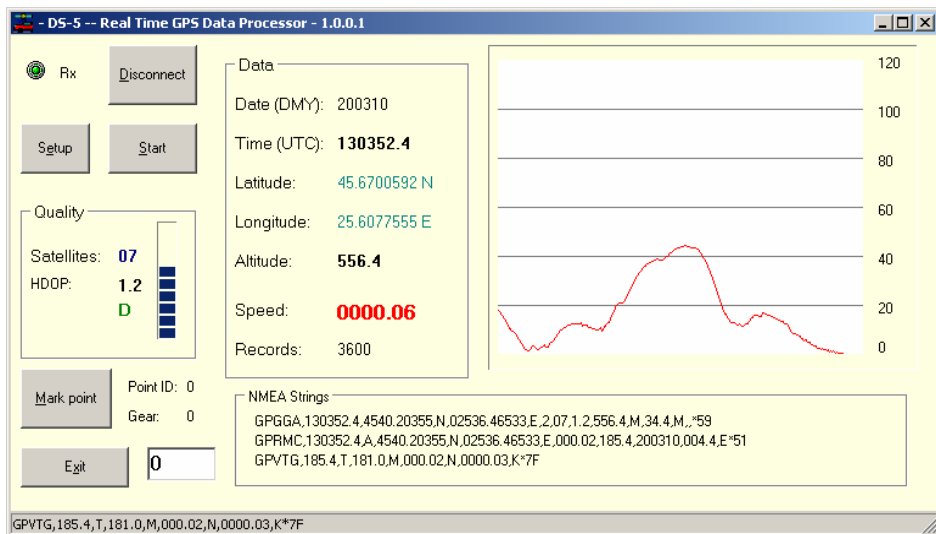 - DS-5 -- Real Time GPS Data Processor - 1.0.0.1
Rx
Disconnect
Setup
Start
Quality
Satellites: 07
HDOP: 1.2
D
Mark point
Point ID: 0
Gear: 0
Exit
0
Data
Date (DMY): 200310
Time (UTC): 130352.4
Latitude: 45.6700592 N
Longitude: 25.6077555 E
Altitude: 556.4
Speed: 0000.06
Records: 3600
120
100
80
60
40
20
0
NMEA Strings
GPGGA,130352.4,4540.20355,N,02536.46533,E,2,07,1.2,556.4,M,34.4,M,,*59
GPRMC,130352.4,A,4540.20355,N,02536.46533,E,000.02,185.4,200310,004.4,E*51
GPVTG,185.4,T,181.0,M,000.02,N,0000.03,K*7F
GPVTG,185.4,T,181.0,M,000.02,N,0000.03,K*7F